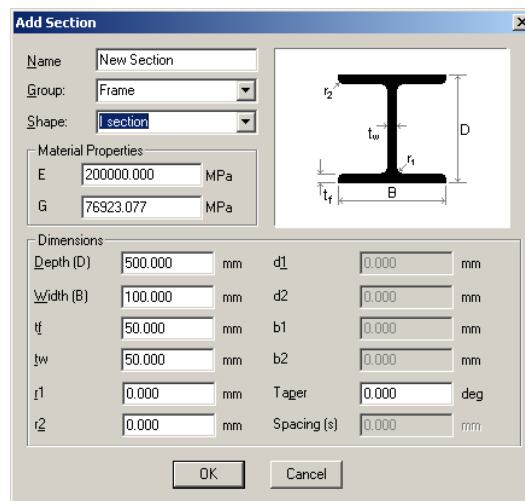 Add Section
Name New Section
Group: Frame
Shape: I section
r2
tw
r1
D
tf
B
Material Properties
E 200000.000 MPa
G 76923.077 MPa
Dimensions
Depth (D) 500.000 mm d1 0.000 mm
Width (B) 100.000 mm d2 0.000 mm
tf 50.000 mm b1 0.000 mm
tw 50.000 mm b2 0.000 mm
r1 0.000 mm Taper 0.000 deg
r2 0.000 mm Spacing (s) 0.000 mm
OK Cancel